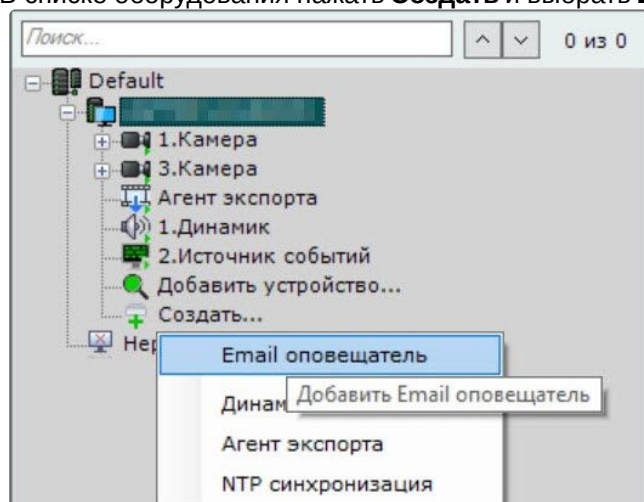 В списке оборудования нажать Создать и выбрать
Поиск...
0 из 0
Default
1.Камера
3.Камера
Агент экспорта
1.Динамик
2.Источник событий
Добавить устройство...
Создать...
Email оповещатель
Добавить Email оповещатель
Агент экспорта
NTP синхронизация